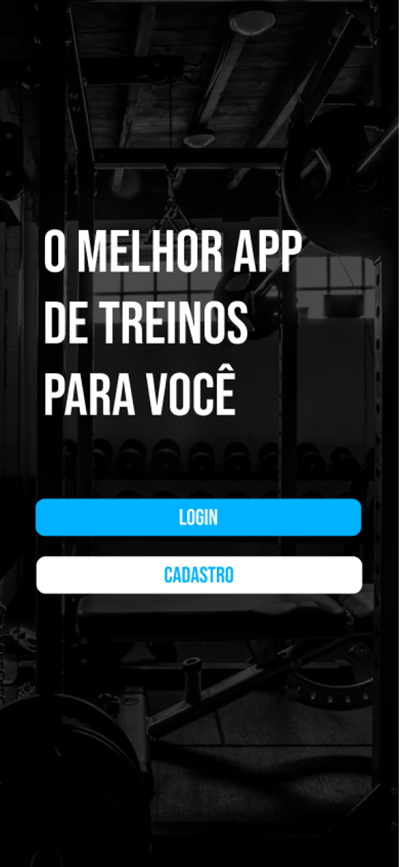 O MELHOR APP
DE TREINOS
PARA VOCÊ
LOGIN
CADASTRO